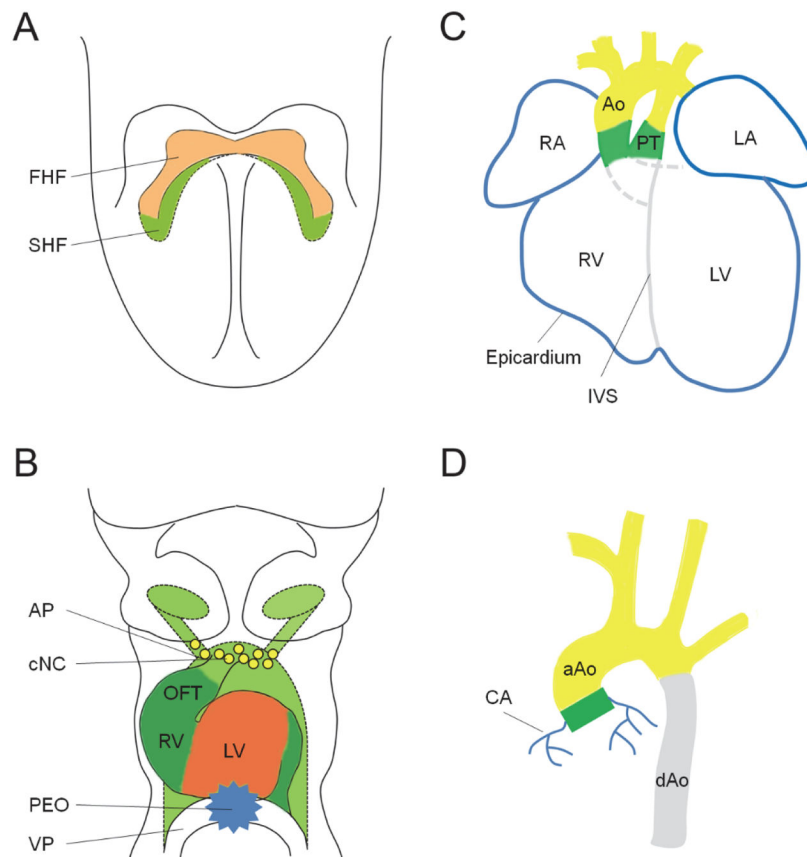 A
FHF
SHF
B
AP
cNC
OFT
RV
LV
PEO
VP
C
Ao
PT
RA
LA
RV
LV
Epicardium
IVS
D
aAo
CA
dAo